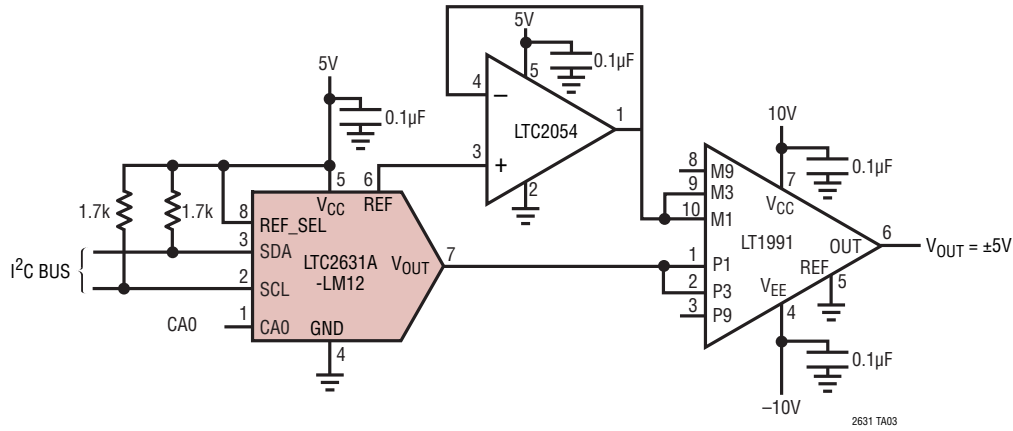 5V
0.1µF
5V
0.1µF
4
–
5
1
LTC2054
3
+
2
10V
0.1µF
7
VCC
8
M9
9
M3
10
M1
LT1991
OUT
6
VOUT = ±5V
REF
5
1
P1
2
P3
3
P9
VEE
4
0.1µF
–10V
1.7k
1.7k
5
VCC
6
REF
8
REF_SEL
3
SDA
LTC2631A
-LM12
VOUT
7
I2C BUS
2
SCL
CA0
1
CA0
GND
4
2631 TA03